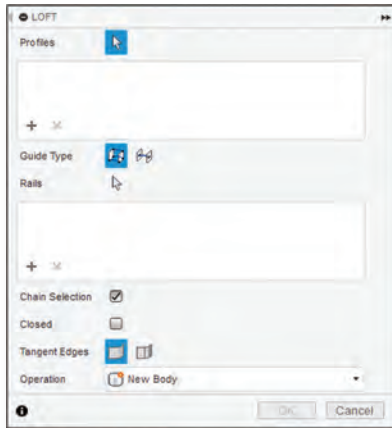 LOFT
Profiles
Guide Type
Rails
Chain Selection
Closed
Tangent Edges
Operation New Body
OK Cancel